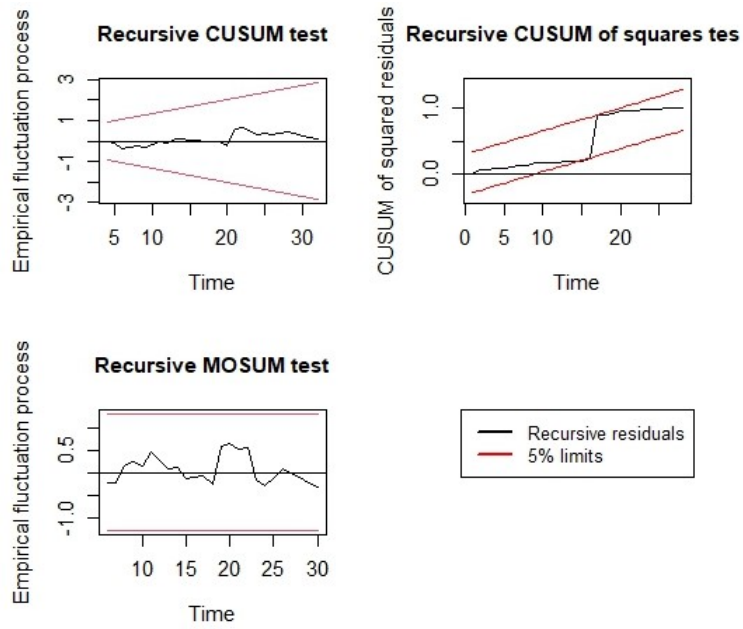 Recursive CUSUM test
Empirical fluctuation process
3
1
-1
-3
5
10
20
30
Time
Recursive CUSUM of squares tes
CUSUM of squared residuals
1.0
0.0
0
5
10
20
Time
Recursive MOSUM test
Empirical fluctuation process
0.5
-1.0
10
15
20
25
30
Time
Recursive residuals
5% limits